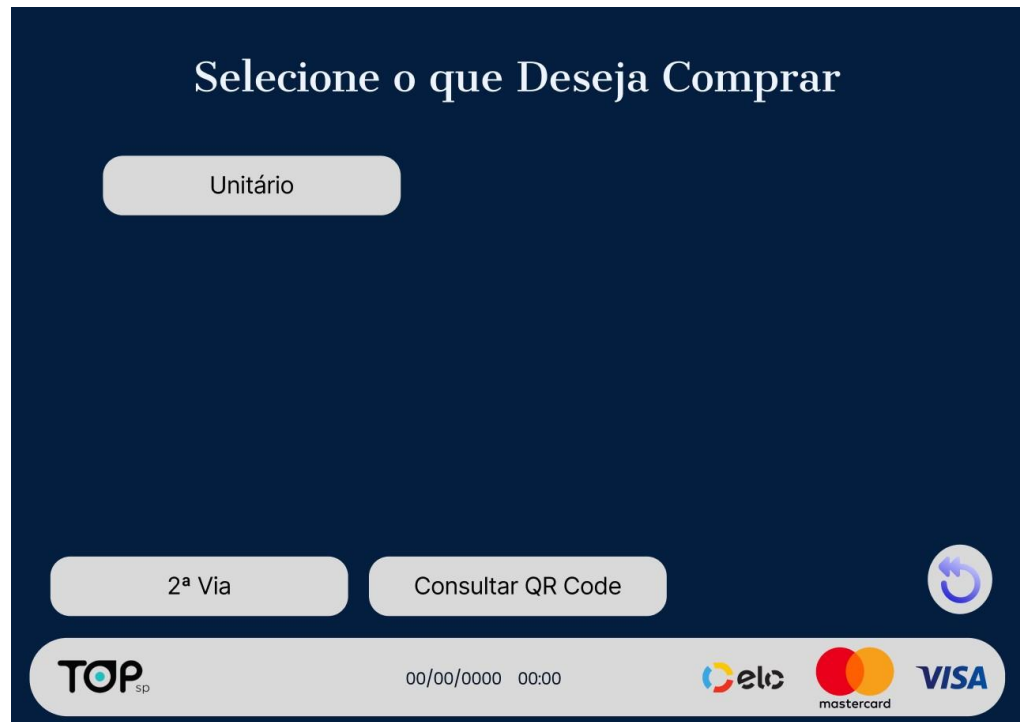 Selecione o que Deseja Comprar
Unitário
2ª Via
Consultar QR Code
TOP sp
00/00/0000 00:00
elo
mastercard
VISA